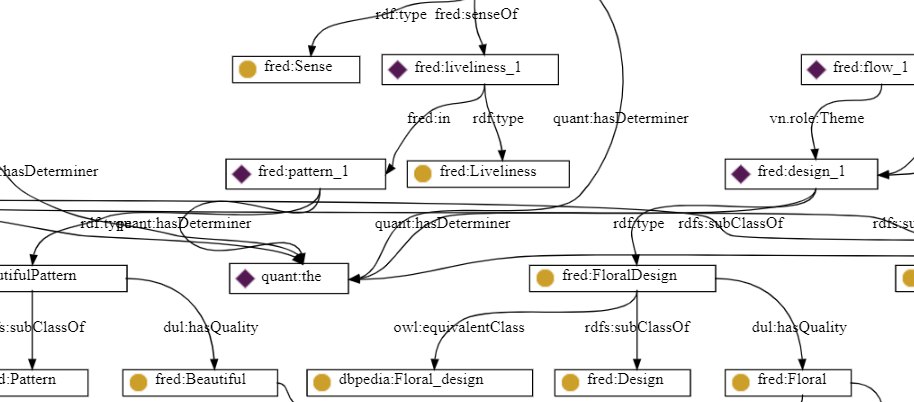 rdf:type fred:senseOf
fred:Sense
fred:liveliness_1
fred:flow_1
fred:in
rdf:type
quant:hasDeterminer
vn.role:Theme
hasDeterminer
fred:pattern_1
fred:Liveliness
fred:design_1
rdf:type
quant:hasDeterminer
quant:hasDeterminer
rdf:type
rdfs:subClassOf
rdfs:su
utifulPattern
quant:the
fred:FloralDesign
s:subClassOf
dul:hasQuality
owl:equivalentClass
rdfs:subClassOf
dul:hasQuality
d:Pattern
fred:Beautiful
dbpedia:Floral_design
fred:Design
fred:Floral